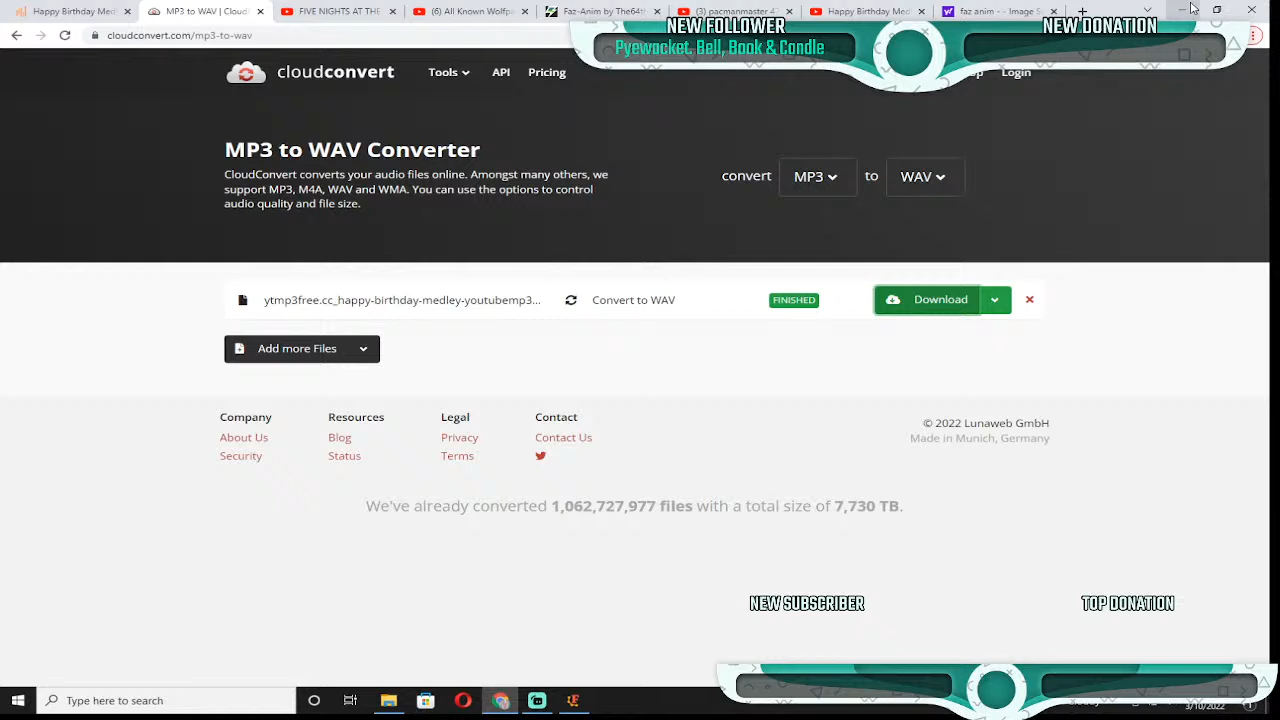 Happy Birthday Med
MP3 to WAV | Cloud
FIVE NIGHTS AT THE
(6) All Known Wolfp
Faz-Anim by The64th
(3) pacmanmaster 4
Happy Birthday Med
faz anim - - Image S
cloudconvert.com/mp3-to-wav
NEW FOLLOWER
Pyewacket. Bell, Book & Candle
NEW DONATION
cloudconvert
Tools
API
Pricing
Login
MP3 to WAV Converter
CloudConvert converts your audio files online. Amongst many others, we
support MP3, M4A, WAV and WMA. You can use the options to control
audio quality and file size.
convert MP3 to WAV
ytmp3free.cc_happy-birthday-medley-youtubemp3...
Convert to WAV
FINISHED
Download
Add more Files
Company
About Us
Security
Resources
Blog
Status
Legal
Privacy
Terms
Contact
Contact Us
© 2022 Lunaweb GmbH
Made in Munich, Germany
We've already converted 1,062,727,977 files with a total size of 7,730 TB.
NEW SUBSCRIBER
TOP DONATION
Type here to search
3/10/2022